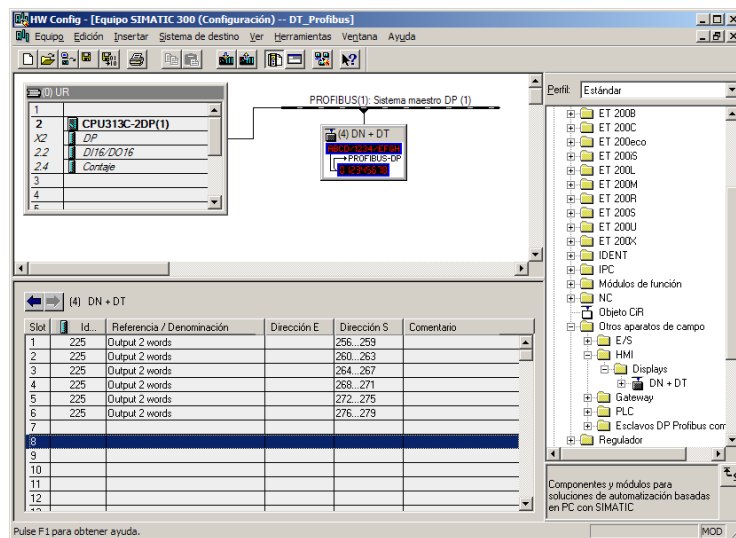 HW Config - [Equipo SIMATIC 300 (Configuración) -- DT_Profibus]
Equipo Edición Insertar Sistema de destino Ver Herramientas Ventana Ayuda
(0) UR
1
2 CPU313C-2DP(1)
X2 DP
2.2 DI16/DO16
2.4 Contaje
3
4
5
PROFIBUS(1): Sistema maestro DP (1)
(4) DN + DT
ABCD/1234/EFGH
PROFIBUS-DP
Perfil: Estándar
ET 200B
ET 200C
ET 200eco
ET 200iS
ET 200L
ET 200M
ET 200R
ET 200S
ET 200U
ET 200X
IDENT
IPC
Módulos de función
NC
Objeto CiR
Otros aparatos de campo
E/S
HMI
Displays
DN + DT
Gateway
PLC
Esclavos DP Profibus com
Regulador
Componentes y módulos para
soluciones de automatización basadas
en PC con SIMATIC
(4) DN + DT
Slot Id... Referencia / Denominación Dirección E Dirección S Comentario
1 225 Output 2 words 256...259
2 225 Output 2 words 260...263
3 225 Output 2 words 264...267
4 225 Output 2 words 268...271
5 225 Output 2 words 272...275
6 225 Output 2 words 276...279
7
8
9
10
11
12
Pulse F1 para obtener ayuda.
MOD